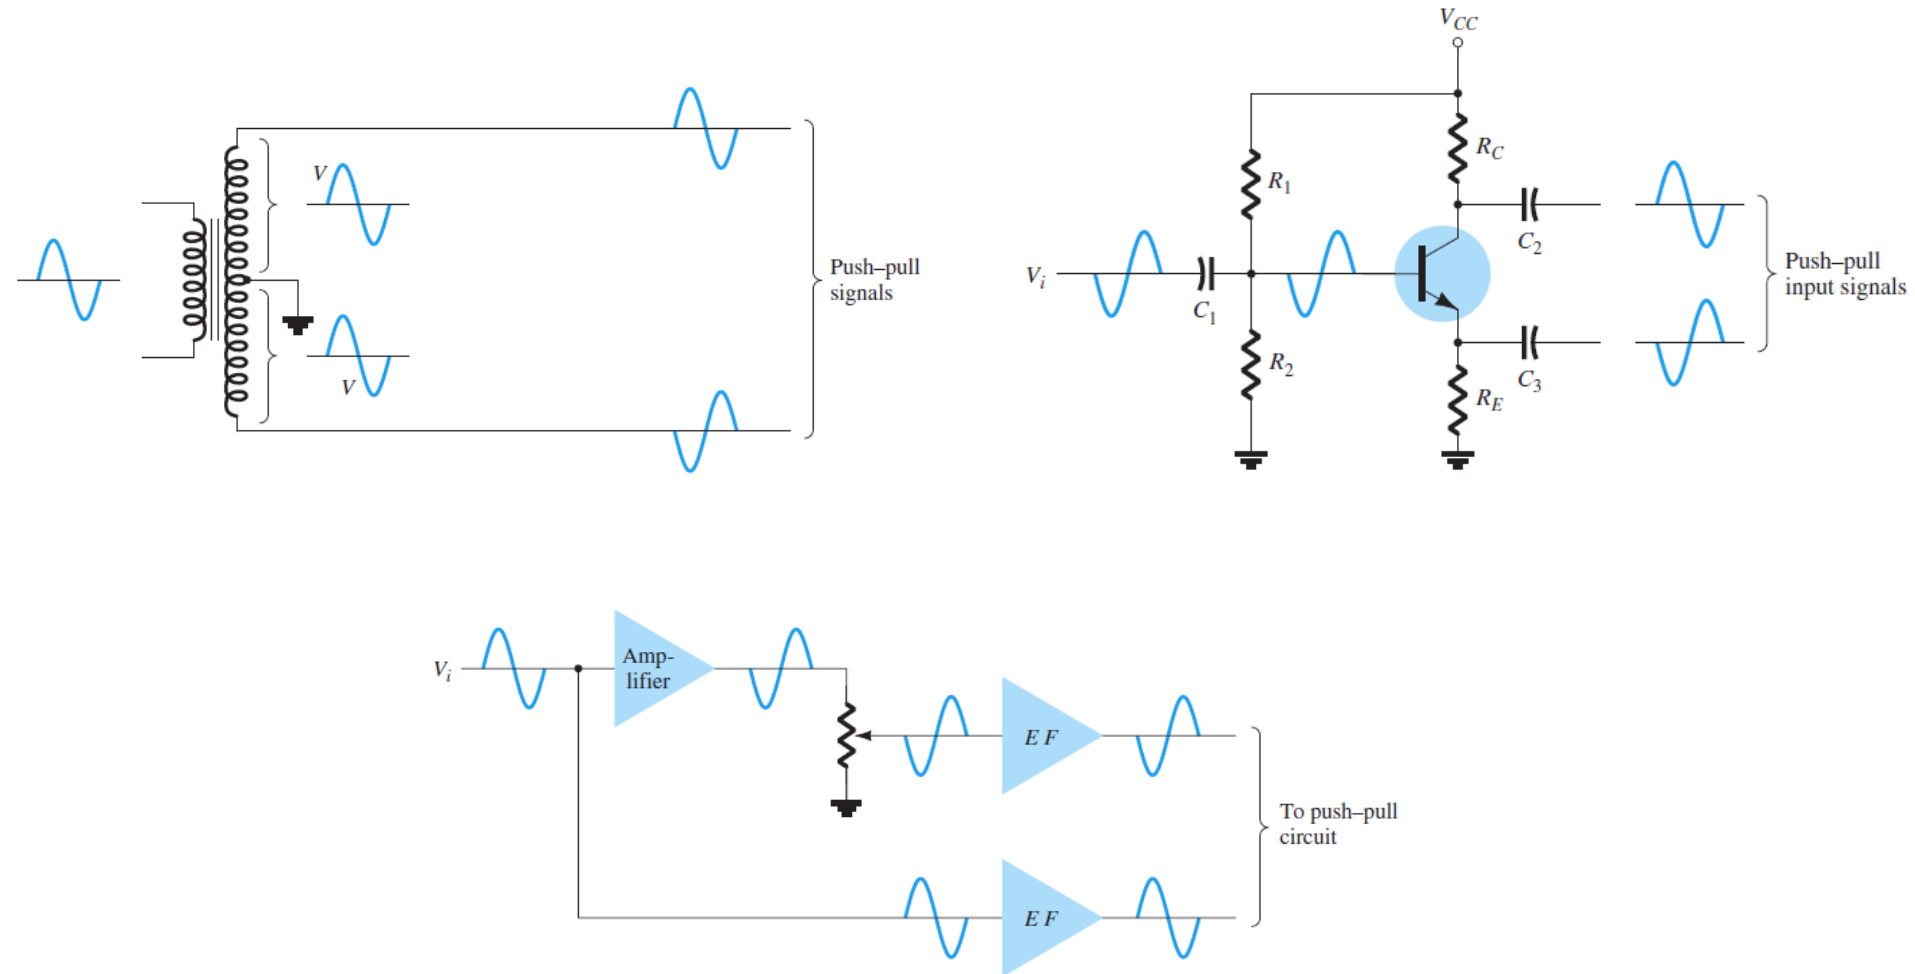 V
V
Push–pull
signals
V_CC
R_C
R_1
V_i
C_1
C_2
R_2
C_3
R_E
Push–pull
input signals
V_i
Amp-
lifier
E F
To push–pull
circuit
E F